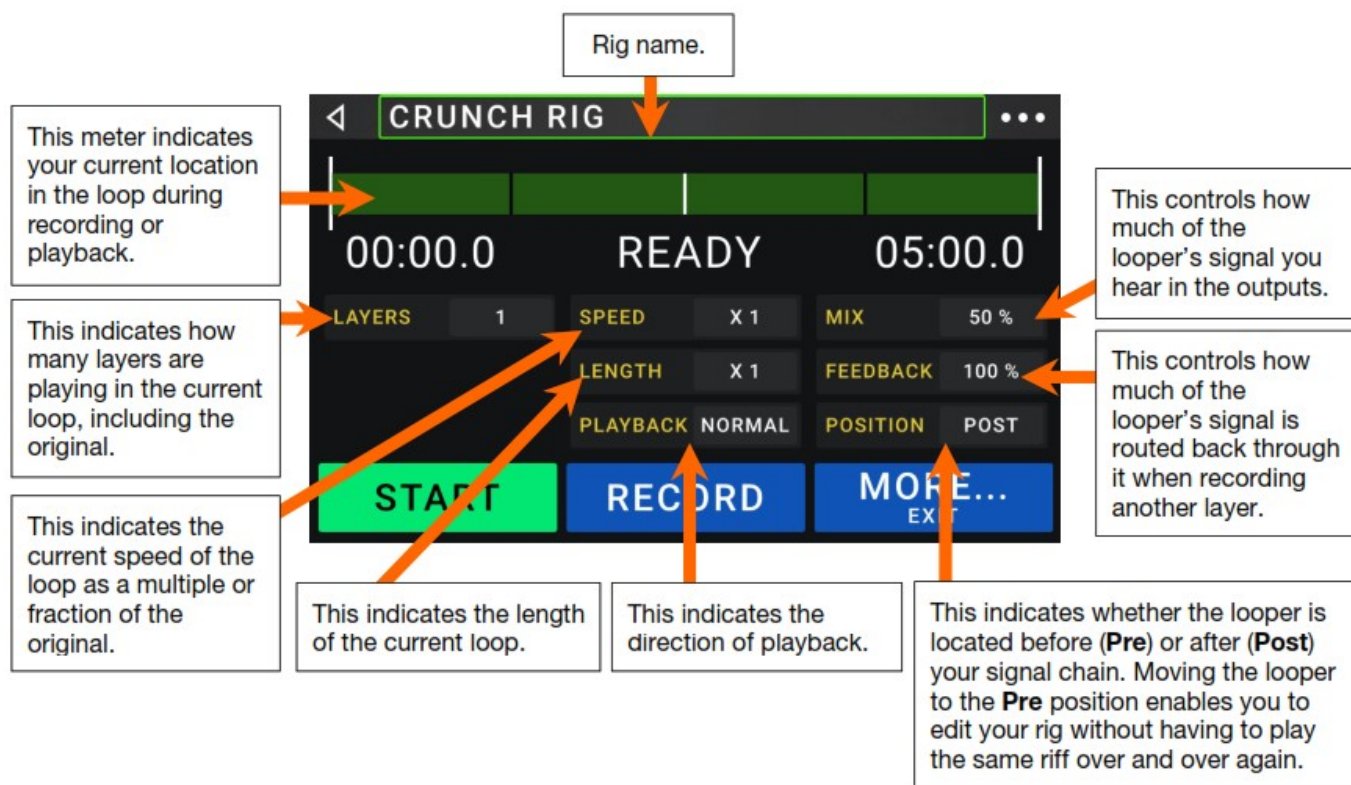 Rig name.
CRUNCH RIG
This meter indicates
your current location
in the loop during
recording or
playback.
00:00.0 READY 05:00.0
This controls how
much of the
looper's signal you
hear in the outputs.
This indicates how
many layers are
playing in the current
loop, including the
original.
LAYERS 1 SPEED X 1 MIX 50 %
LENGTH X 1 FEEDBACK 100 %
PLAYBACK NORMAL POSITION POST
This controls how
much of the
looper's signal is
routed back through
it when recording
another layer.
START RECORD MORE...
EXIT
This indicates the
current speed of the
loop as a multiple or
fraction of the
original.
This indicates the length
of the current loop.
This indicates the
direction of playback.
This indicates whether the looper is
located before (Pre) or after (Post)
your signal chain. Moving the looper
to the Pre position enables you to
edit your rig without having to play
the same riff over and over again.